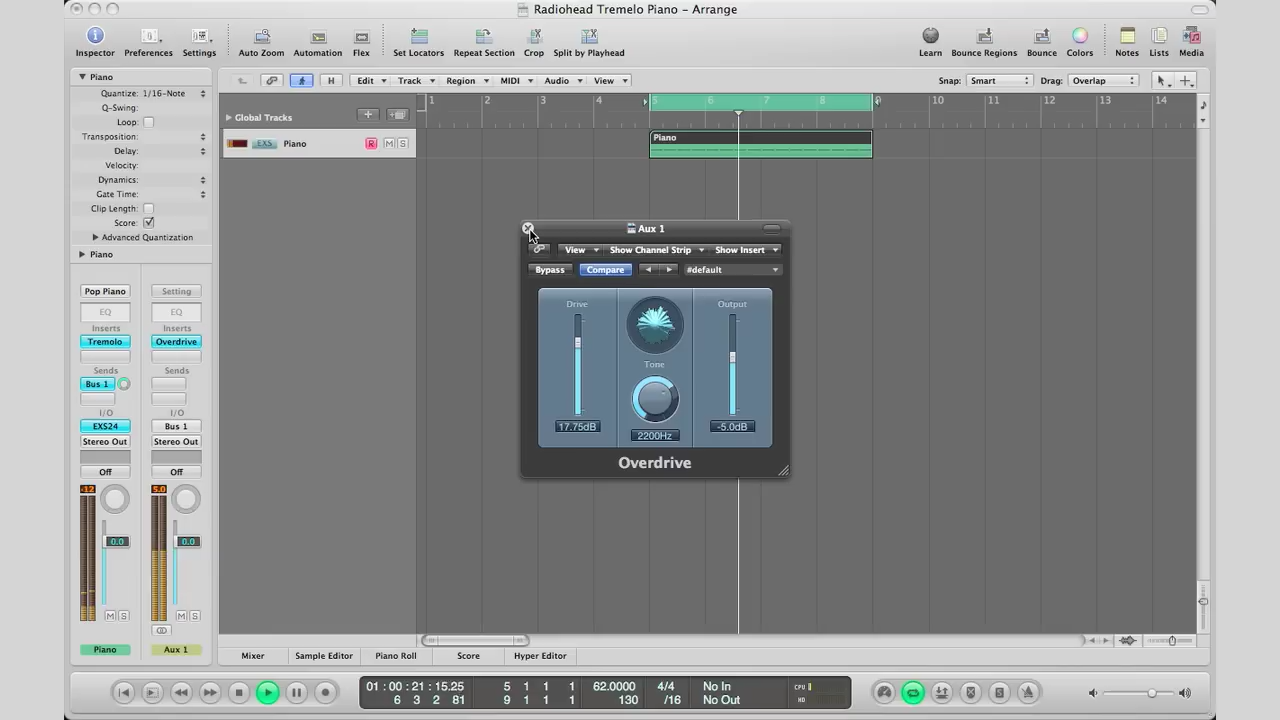 Radiohead Tremelo Piano – Arrange
Inspector Preferences Settings Auto Zoom Automation Flex Set Locators Repeat Section Crop Split by Playhead Learn Bounce Regions Bounce Colors Notes Lists Media
Piano
H Edit Track Region MIDI Audio View Snap: Smart Drag: Overlap
Quantize: 1/16-Note
Q-Swing:
Loop:
Transposition:
Delay:
Velocity:
Dynamics:
Gate Time:
Clip Length:
Score:
Advanced Quantization
Piano
1 2 3 4 5 6 7 8 10 11 12 13 14
Global Tracks
EXS Piano R M S
Piano
Pop Piano Setting
EQ EQ
Inserts Inserts
Tremolo Overdrive
Sends Sends
Bus 1
I/O I/O
EXS24 Bus 1
Stereo Out Stereo Out
Off Off
-12 5.0
0.0 0.0
M S M S
Piano Aux 1
Aux 1
View Show Channel Strip Show Insert
Bypass Compare #default
Drive Output
Tone
17.75dB 2200Hz -5.0dB
Overdrive
Mixer Sample Editor Piano Roll Score Hyper Editor
01:00:21:15.25 5 1 1 1 62.0000 4/4 No In CPU
6 3 2 81 9 1 1 1 130 /16 No Out HD
S